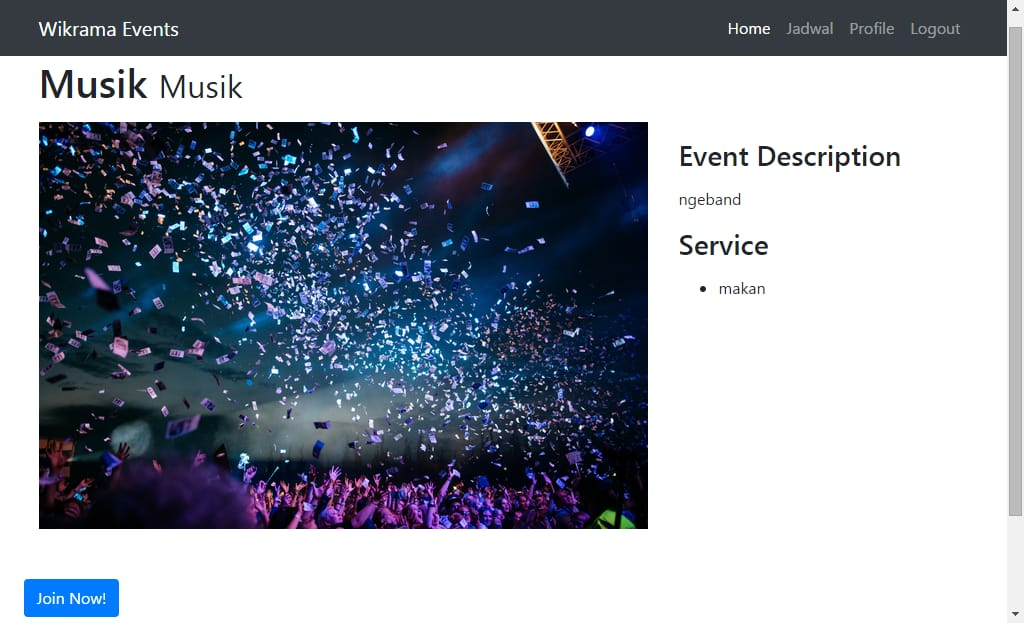 Wikrama Events Home Jadwal Profile Logout
Musik Musik
Event Description
ngeband
Service
makan
Join Now!